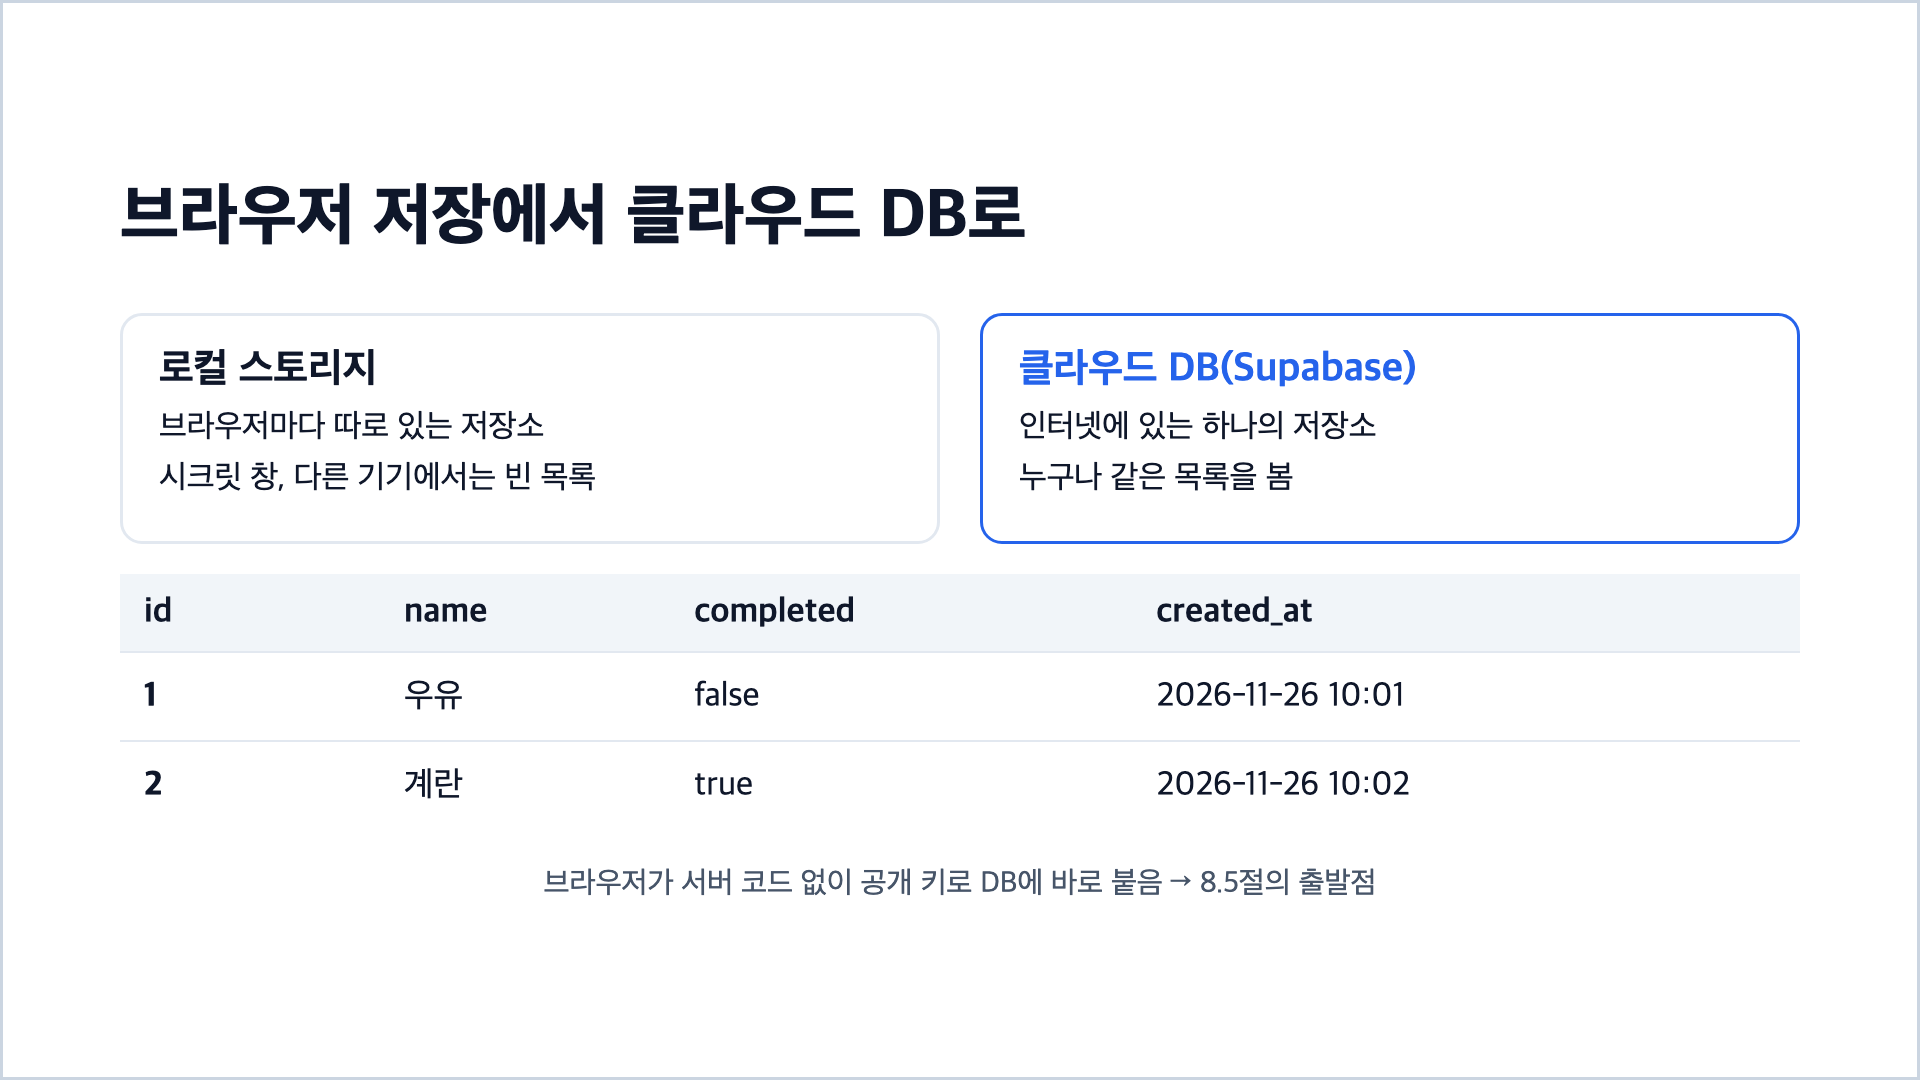 브라우저 저장에서 클라우드 DB로
로컬 스토리지
브라우저마다 따로 있는 저장소
시크릿 창, 다른 기기에서는 빈 목록
클라우드 DB(Supabase)
인터넷에 있는 하나의 저장소
누구나 같은 목록을 봄
id name completed created_at
1 우유 false 2026-11-26 10:01
2 계란 true 2026-11-26 10:02
브라우저가 서버 코드 없이 공개 키로 DB에 바로 붙음 → 8.5절의 출발점